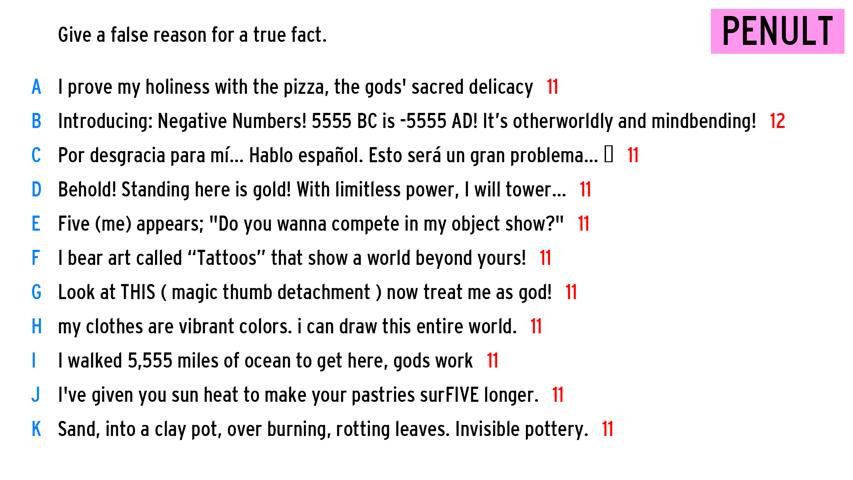 Give a false reason for a true fact.
PENULT
A I prove my holiness with the pizza, the gods' sacred delicacy 11
B Introducing: Negative Numbers! 5555 BC is -5555 AD! It’s otherworldly and mindbending! 12
C Por desgracia para mí... Hablo español. Esto será un gran problema... ▯ 11
D Behold! Standing here is gold! With limitless power, I will tower... 11
E Five (me) appears; "Do you wanna compete in my object show?" 11
F I bear art called “Tattoos” that show a world beyond yours! 11
G Look at THIS ( magic thumb detachment ) now treat me as god! 11
H my clothes are vibrant colors. i can draw this entire world. 11
I I walked 5,555 miles of ocean to get here, gods work 11
J I've given you sun heat to make your pastries surFIVE longer. 11
K Sand, into a clay pot, over burning, rotting leaves. Invisible pottery. 11